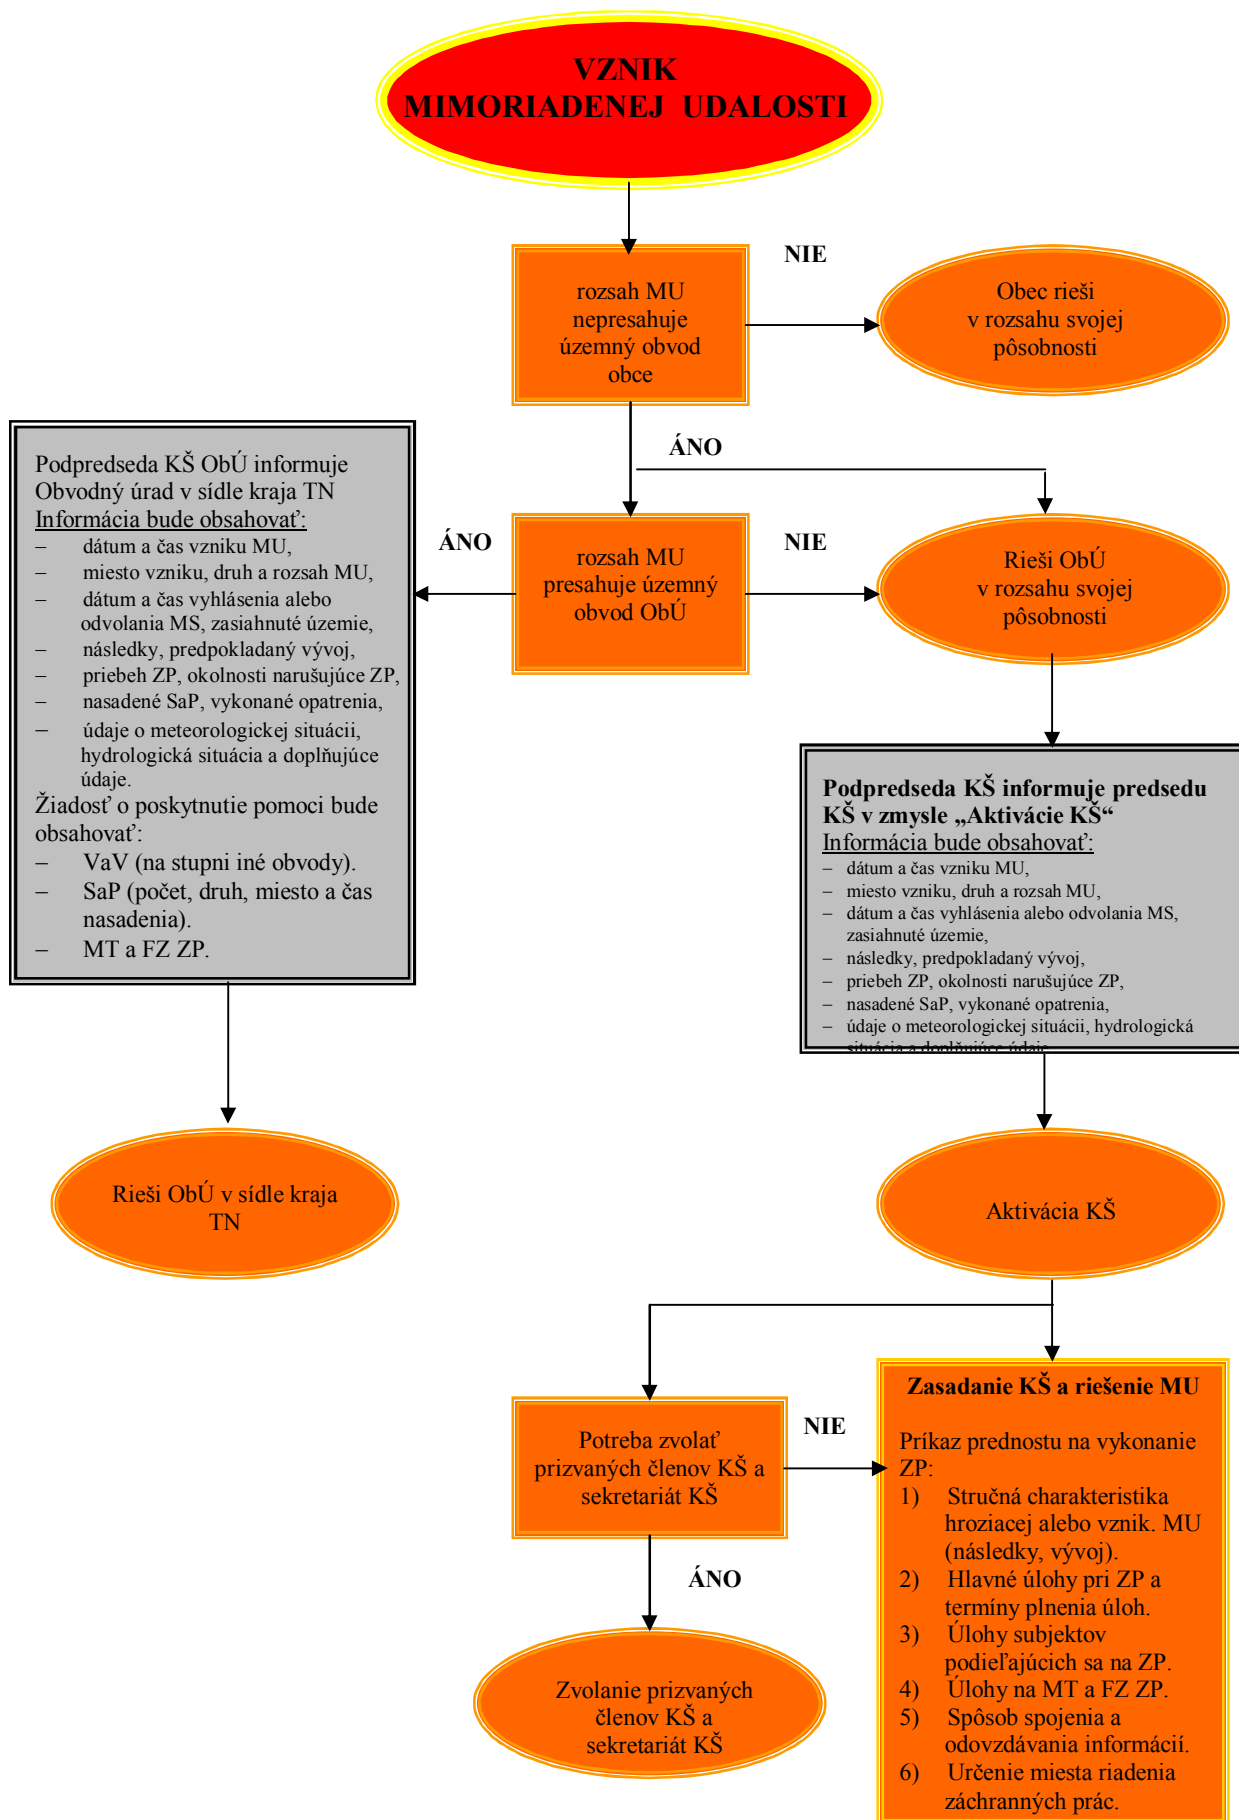 VZNIK
MIMORIADENEJ UDALOSTI
NIE
rozsah MU
nepresahuje
územný obvod
obce
Obec rieši
v rozsahu svojej
pôsobnosti
ÁNO
Podpredseda KŠ ObÚ informuje
Obvodný úrad v sídle kraja TN
Informácia bude obsahovať:
– dátum a čas vzniku MU,
– miesto vzniku, druh a rozsah MU,
– dátum a čas vyhlásenia alebo
odvolania MS, zasiahnuté územie,
– následky, predpokladaný vývoj,
– priebeh ZP, okolnosti narušujúce ZP,
– nasadené SaP, vykonané opatrenia,
– údaje o meteorologickej situácii,
hydrologická situácia a doplňujúce
údaje.
Žiadosť o poskytnutie pomoci bude
obsahovať:
– VaV (na stupni iné obvody).
– SaP (počet, druh, miesto a čas
nasadenia).
– MT a FZ ZP.
ÁNO
rozsah MU
presahuje územný
obvod ObÚ
NIE
Rieši ObÚ
v rozsahu svojej
pôsobnosti
Podpredseda KŠ informuje predsedu
KŠ v zmysle „Aktivácie KŠ“
Informácia bude obsahovať:
– dátum a čas vzniku MU,
– miesto vzniku, druh a rozsah MU,
– dátum a čas vyhlásenia alebo odvolania MS,
zasiahnuté územie,
– následky, predpokladaný vývoj,
– priebeh ZP, okolnosti narušujúce ZP,
– nasadené SaP, vykonané opatrenia,
– údaje o meteorologickej situácii, hydrologická
situácia a doplňujúce údaje
Rieši ObÚ v sídle kraja
TN
Aktivácia KŠ
Potreba zvolať
prizvaných členov KŠ a
sekretariát KŠ
NIE
ÁNO
Zvolanie prizvaných
členov KŠ a
sekretariát KŠ
Zasadanie KŠ a riešenie MU
Príkaz prednostu na vykonanie
ZP:
1) Stručná charakteristika
hroziacej alebo vznik. MU
(následky, vývoj).
2) Hlavné úlohy pri ZP a
termíny plnenia úloh.
3) Úlohy subjektov
podieľajúcich sa na ZP.
4) Úlohy na MT a FZ ZP.
5) Spôsob spojenia a
odovzdávania informácií.
6) Určenie miesta riadenia
záchranných prác.